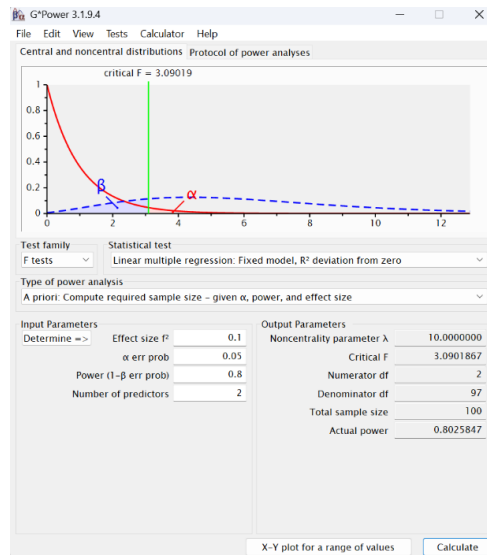 G*Power 3.1.9.4
File Edit View Tests Calculator Help
Central and noncentral distributions Protocol of power analyses
critical F = 3.09019
1
0.8
0.6
0.4
0.2
0
β
α
0 2 4 6 8 10 12
Test family Statistical test
F tests Linear multiple regression: Fixed model, R² deviation from zero
Type of power analysis
A priori: Compute required sample size – given α, power, and effect size
Input Parameters Output Parameters
Determine => Effect size f² 0.1 Noncentrality parameter λ 10.0000000
α err prob 0.05 Critical F 3.0901867
Power (1-β err prob) 0.8 Numerator df 2
Number of predictors 2 Denominator df 97
Total sample size 100
Actual power 0.8025847
X-Y plot for a range of values Calculate